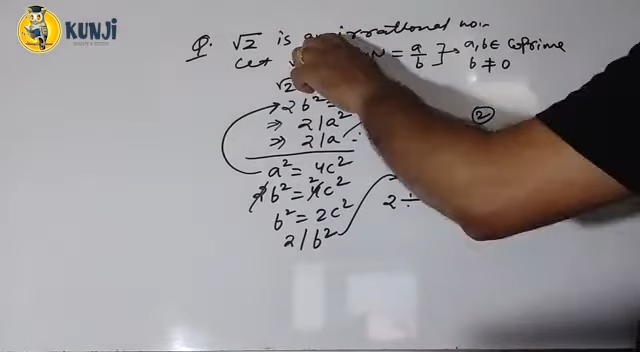 KUNJI
Q. √2 is an irrational no.
Let N = a/b ] → a, b ∈ Coprime
b ≠ 0
√2
2b² =
⇒ 2 | a²
⇒ 2 | a
a² = 4c²
2b² = 4c² 2
b² = 2c²
2 | b²
2 ÷
2